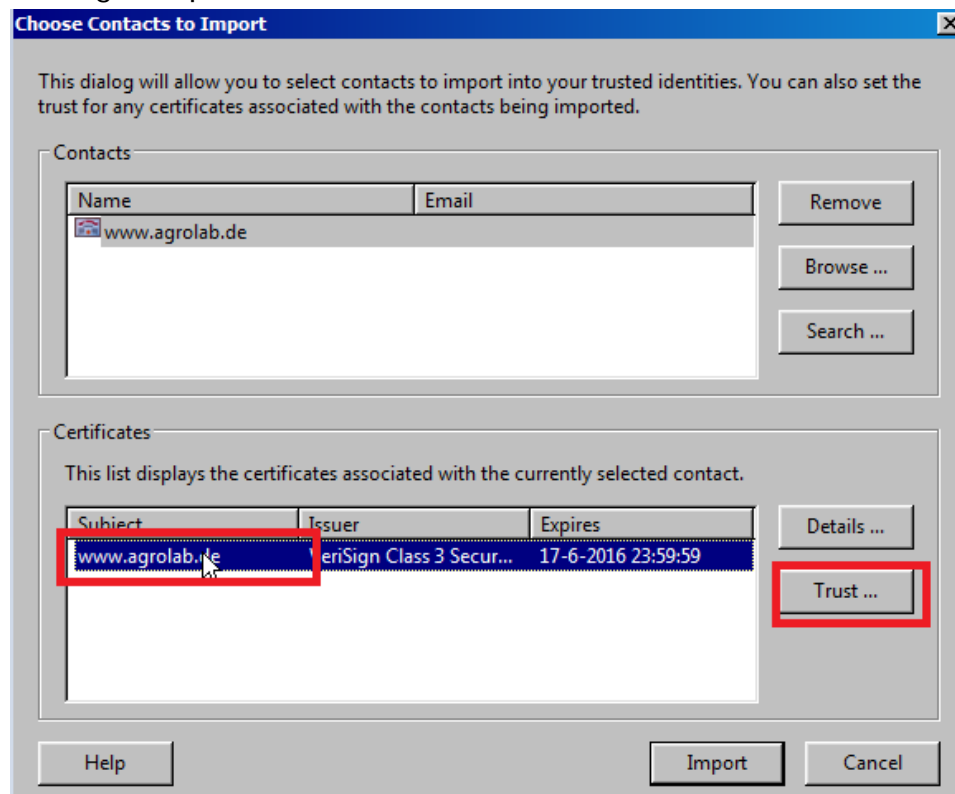 Choose Contacts to Import
This dialog will allow you to select contacts to import into your trusted identities. You can also set the
trust for any certificates associated with the contacts being imported.
Contacts
Name Email
www.agrolab.de
Remove
Browse ...
Search ...
Certificates
This list displays the certificates associated with the currently selected contact.
Subject Issuer Expires
www.agrolab.de VeriSign Class 3 Secur... 17-6-2016 23:59:59
Details ...
Trust ...
Help Import Cancel